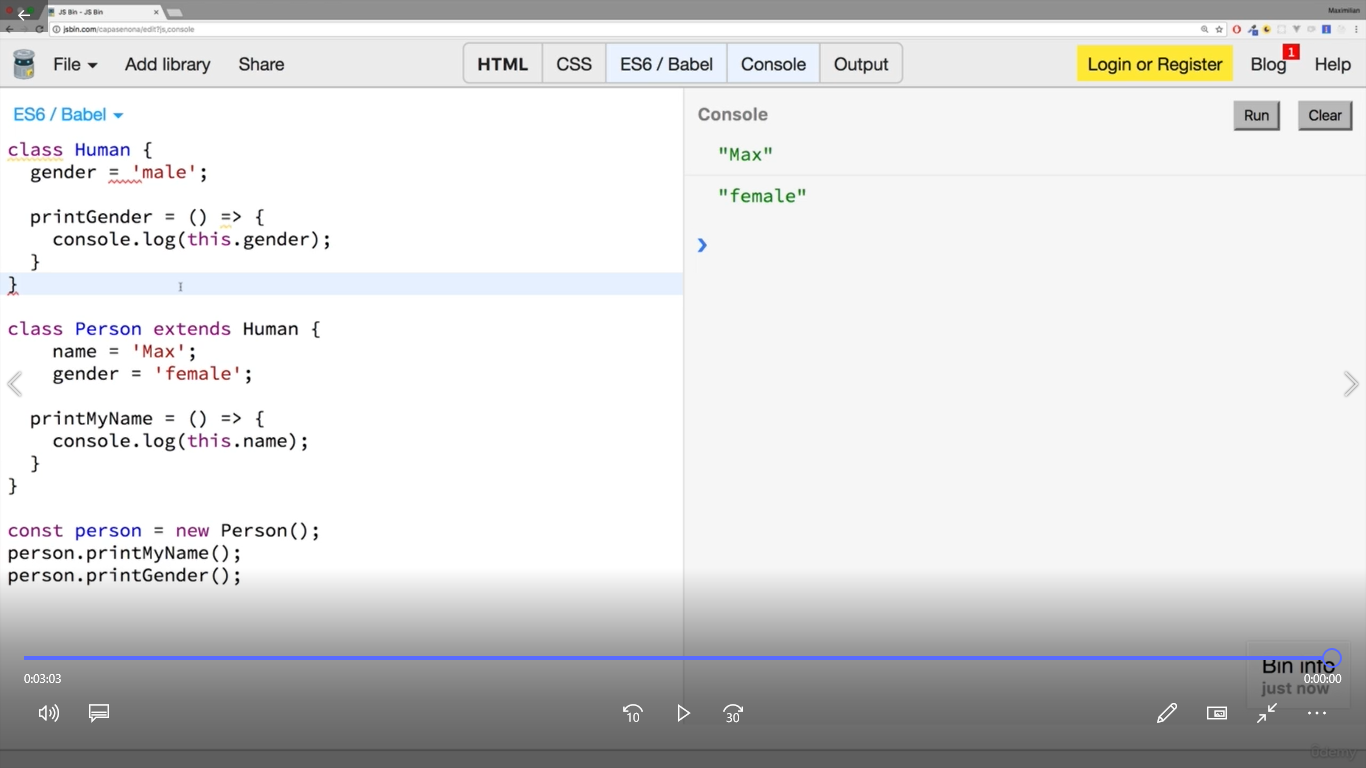 JS Bin - JS Bin
Maxmilian
jsbin.com/capasenona/edit?js,console
File
Add library
Share
HTML
CSS
ES6 / Babel
Console
Output
Login or Register
Blog
1
Help
ES6 / Babel
class Human {
gender = 'male';
printGender = () => {
console.log(this.gender);
}
}
class Person extends Human {
name = 'Max';
gender = 'female';
printMyName = () => {
console.log(this.name);
}
}
const person = new Person();
person.printMyName();
person.printGender();
Console
Run
Clear
"Max"
"female"
Bin info
just now
0:03:03
0:00:00
10
30
ûdemy